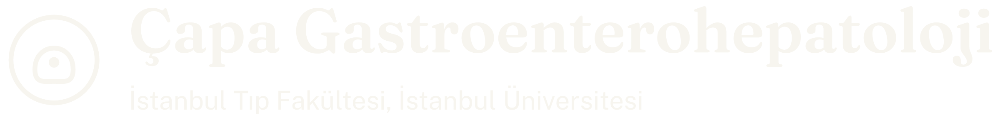 Çapa Gastroenterohepatoloji
İstanbul Tıp Fakültesi, İstanbul Üniversitesi